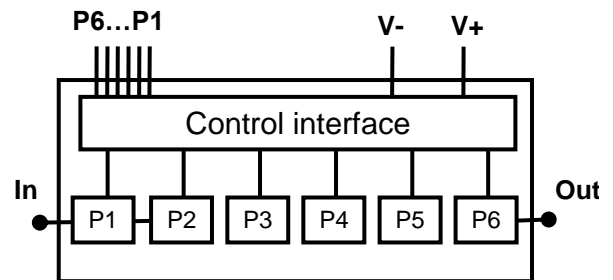 P6...P1 V- V+
Control interface
In Out
P1 P2 P3 P4 P5 P6